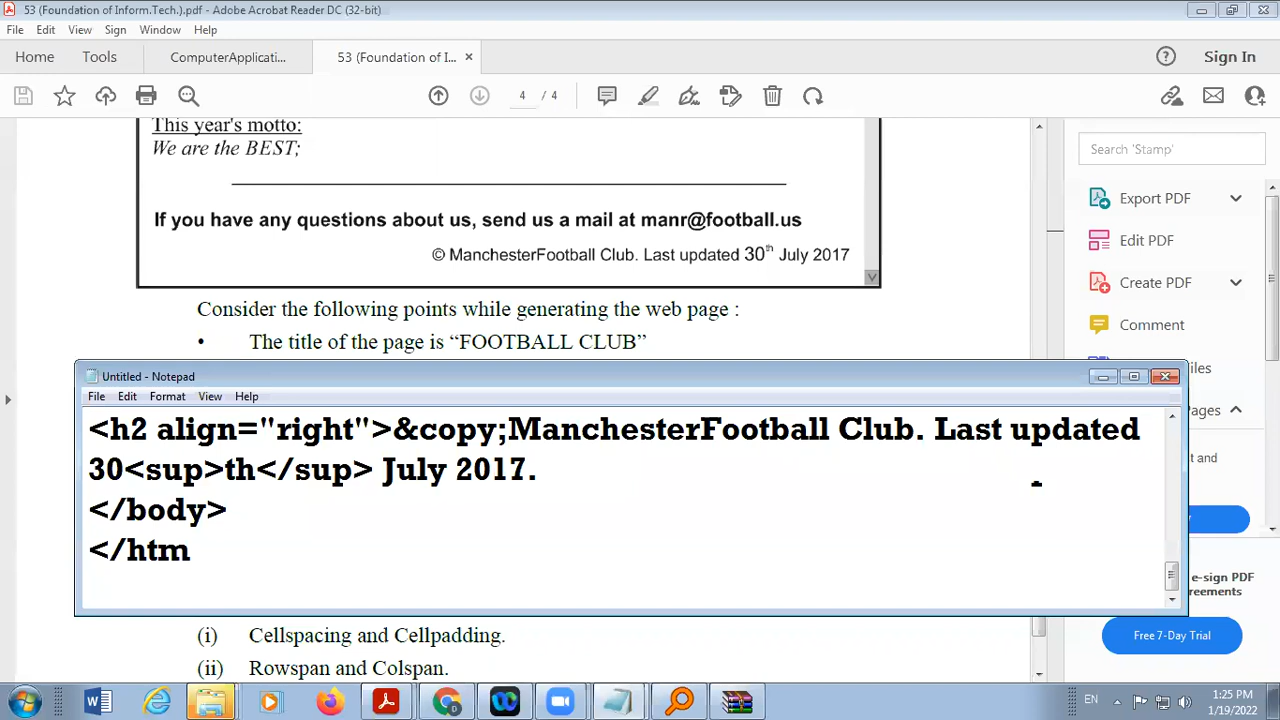 53 (Foundation of Inform.Tech.).pdf - Adobe Acrobat Reader DC (32-bit)
File Edit View Sign Window Help
Home Tools ComputerApplicati... 53 (Foundation of I... × Sign In
4 / 4
This year's motto:
We are the BEST;
If you have any questions about us, send us a mail at manr@football.us
© ManchesterFootball Club. Last updated 30th July 2017
Consider the following points while generating the web page :
• The title of the page is “FOOTBALL CLUB”
Untitled - Notepad
File Edit Format View Help
<h2 align="right">&copy;ManchesterFootball Club. Last updated
30<sup>th</sup> July 2017.
</body>
</htm
(i) Cellspacing and Cellpadding.
(ii) Rowspan and Colspan.
Search 'Stamp'
Export PDF
Edit PDF
Create PDF
Comment
iles
ages
t and
e-sign PDF
reements
Free 7-Day Trial
EN
1:25 PM
1/19/2022